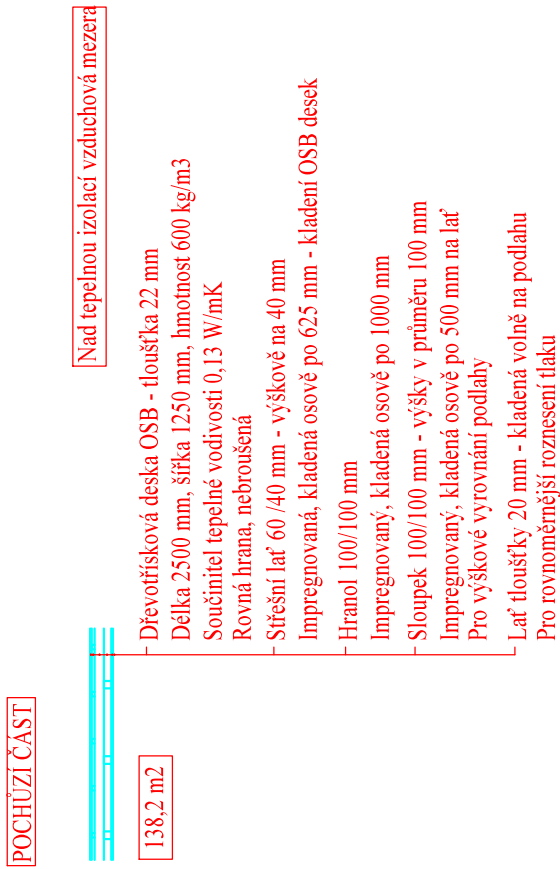 POCHŮZÍ ČÁST
Nad tepelnou izolací vzduchová mezera
138,2 m2
Dřevotřísková deska OSB - tloušťka 22 mm
Délka 2500 mm, šířka 1250 mm, hmotnost 600 kg/m3
Součinitel tepelné vodivosti 0,13 W/mK
Rovná hrana, nebroušená
Střešní lať 60 /40 mm - výškově na 40 mm
Impregnovaná, kladená osově po 625 mm - kladení OSB desek
Hranol 100/100 mm
Impregnovaný, kladená osově po 1000 mm
Sloupek 100/100 mm - výšky v průměru 100 mm
Impregnovaný, kladený osově po 500 mm na lať
Pro výškové vyrovnání podlahy
Lať tloušťky 20 mm - kladená volně na podlahu
Pro rovnoměrnější roznesení tlaku